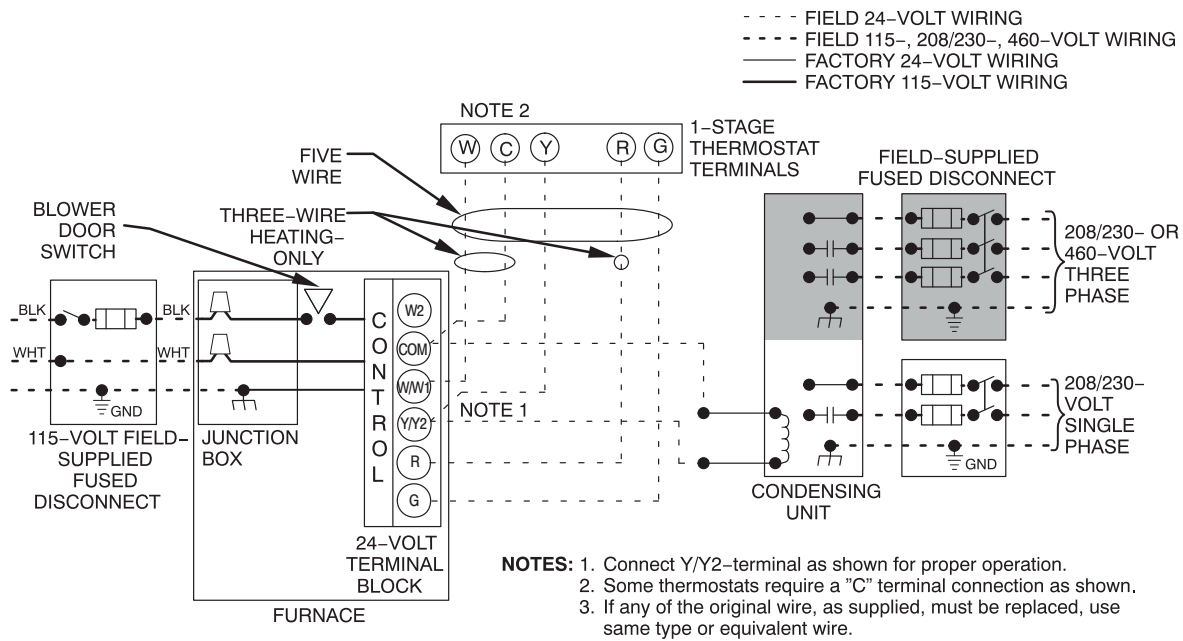 FIELD 24–VOLT WIRING
FIELD 115–, 208/230–, 460–VOLT WIRING
FACTORY 24–VOLT WIRING
FACTORY 115–VOLT WIRING
NOTE 2
W C Y R G
1–STAGE
THERMOSTAT
TERMINALS
FIVE
WIRE
THREE–WIRE
HEATING–
ONLY
BLOWER
DOOR
SWITCH
FIELD–SUPPLIED
FUSED DISCONNECT
208/230– OR
460–VOLT
THREE
PHASE
BLK
BLK
WHT
WHT
GND
115–VOLT FIELD–
SUPPLIED
FUSED
DISCONNECT
JUNCTION
BOX
CONTROL
W2
COM
W/W1
Y/Y2
R
G
NOTE 1
24–VOLT
TERMINAL
BLOCK
FURNACE
208/230–
VOLT
SINGLE
PHASE
GND
CONDENSING
UNIT
NOTES: 1. Connect Y/Y2–terminal as shown for proper operation.
2. Some thermostats require a ”C” terminal connection as shown.
3. If any of the original wire, as supplied, must be replaced, use
same type or equivalent wire.